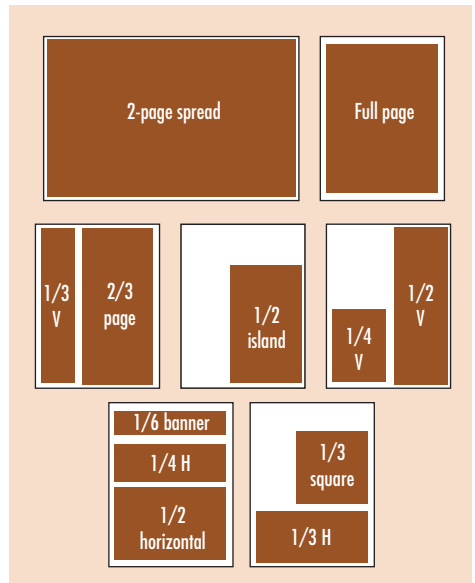 2-page spread
Full page
1/3
V
2/3
page
1/2
island
1/4
V
1/2
V
1/6 banner
1/4 H
1/2
horizontal
1/3
square
1/3 H